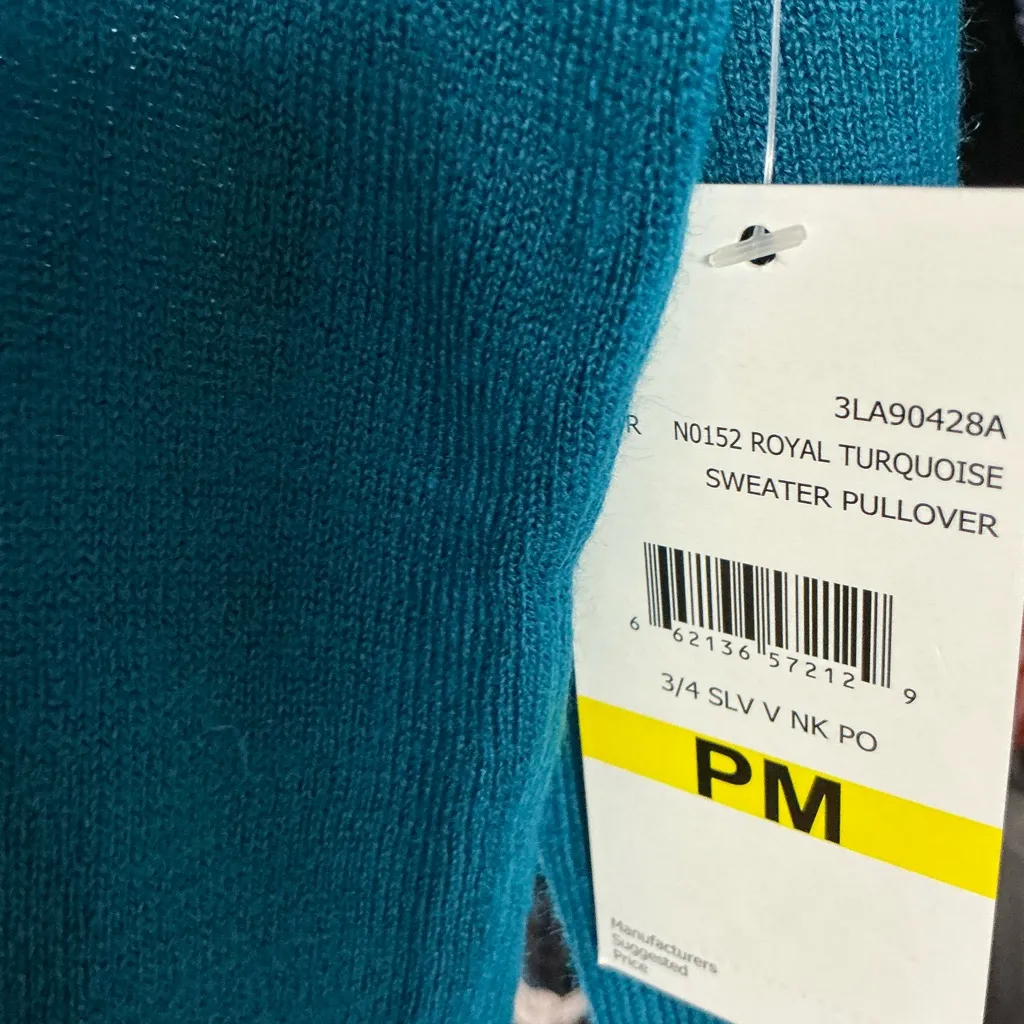 3LA90428A
R N0152 ROYAL TURQUOISE
SWEATER PULLOVER
6 62136 57212 9
3/4 SLV V NK PO
PM
Manufacturers
Suggested
Price